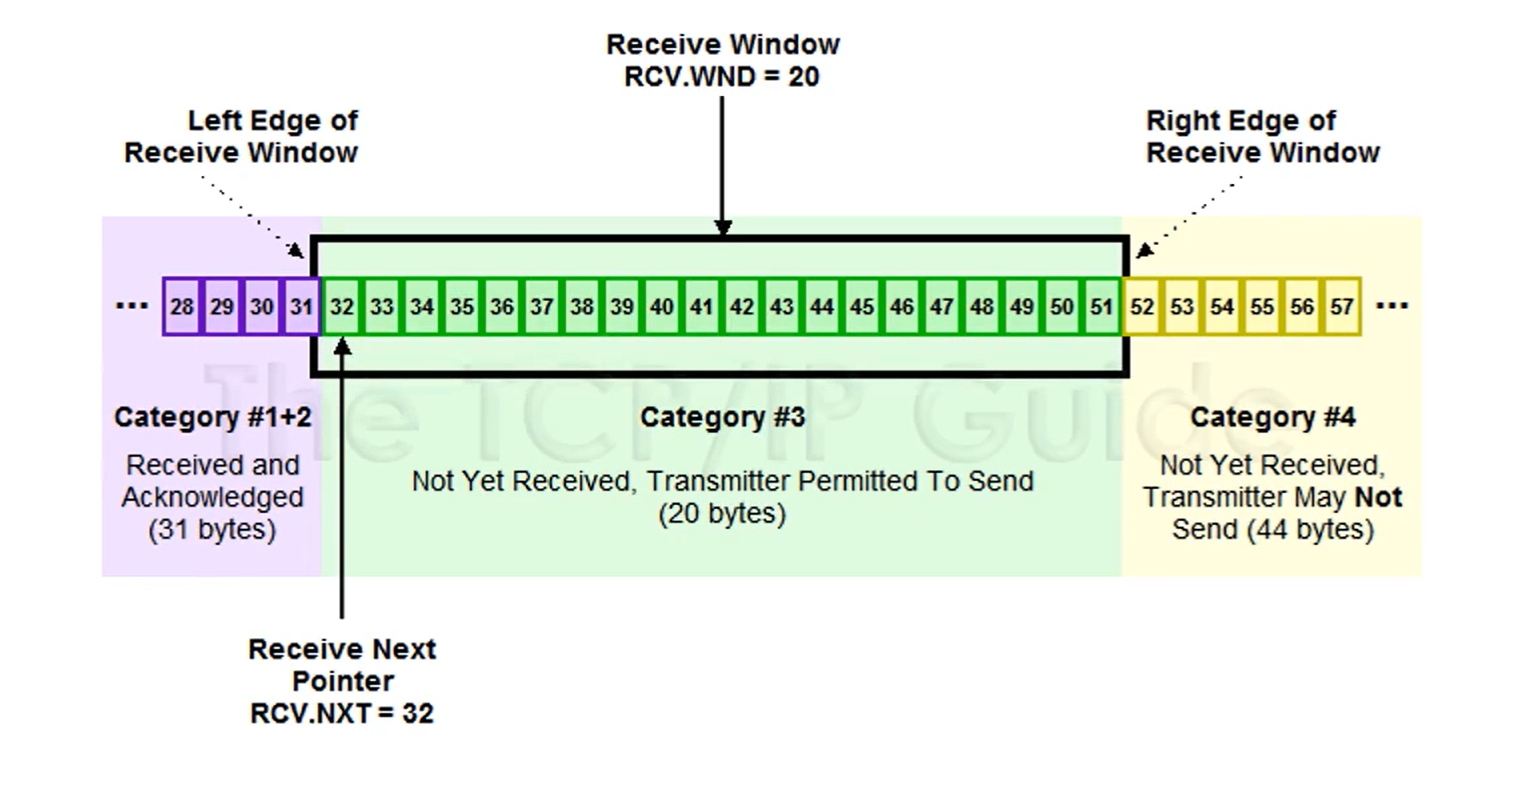 Receive Window
RCV.WND = 20
Left Edge of
Receive Window
Right Edge of
Receive Window
... 28 29 30 31 32 33 34 35 36 37 38 39 40 41 42 43 44 45 46 47 48 49 50 51 52 53 54 55 56 57 ...
The TCP/IP Guide
Category #1+2
Received and
Acknowledged
(31 bytes)
Category #3
Not Yet Received, Transmitter Permitted To Send
(20 bytes)
Category #4
Not Yet Received,
Transmitter May Not
Send (44 bytes)
Receive Next
Pointer
RCV.NXT = 32